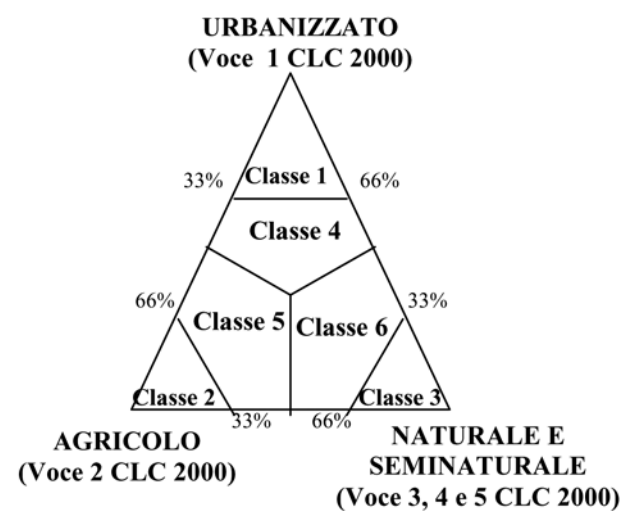 URBANIZZATO
(Voce 1 CLC 2000)
33%
Classe 1
66%
Classe 4
66%
33%
Classe 5
Classe 6
Classe 2
Classe 3
33%
66%
AGRICOLO
(Voce 2 CLC 2000)
NATURALE E
SEMINATURALE
(Voce 3, 4 e 5 CLC 2000)